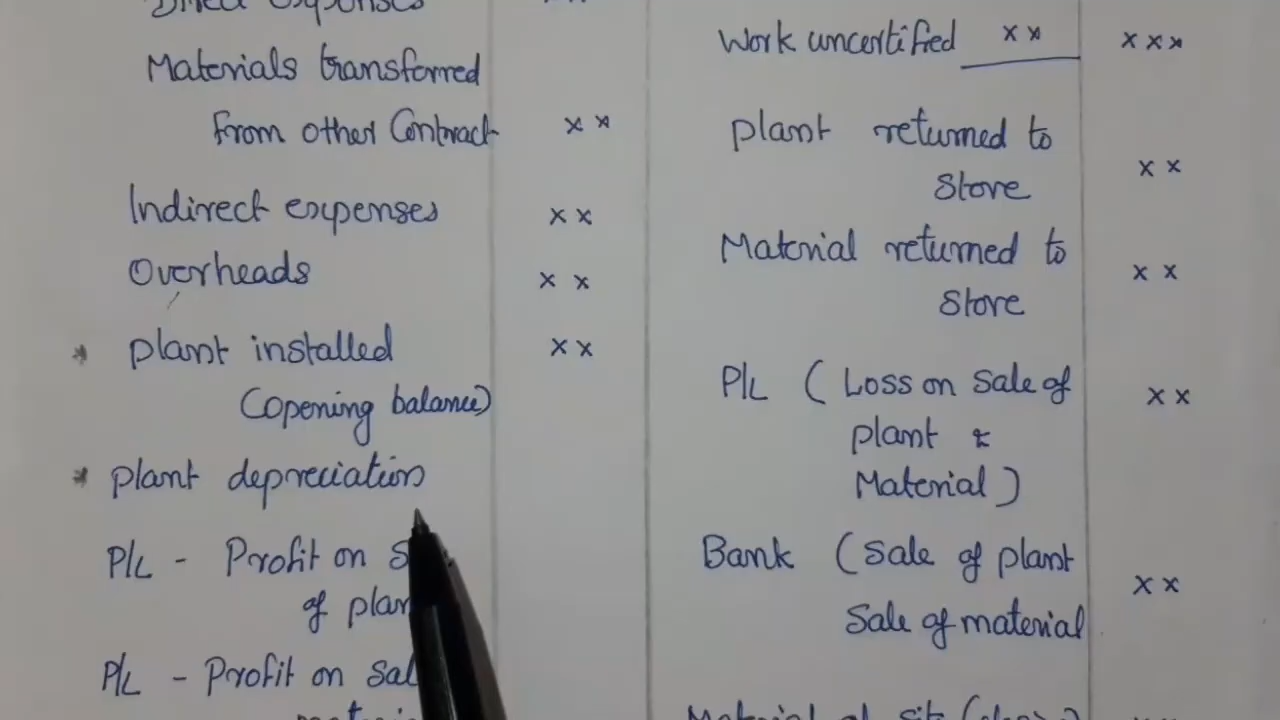 Direct expenses
Materials transferred
from other Contract xx
Indirect expenses xx
Overheads xx
* plant installed xx
(opening balance)
* plant depreciation
P/L - Profit on
of
P/L - Profit on
Work uncertified xx xxx
plant returned to
Store xx
Material returned to
Store xx
P/L (Loss on Sale of xx
plant &
Material)
Bank (Sale of plant
Sale of material xx